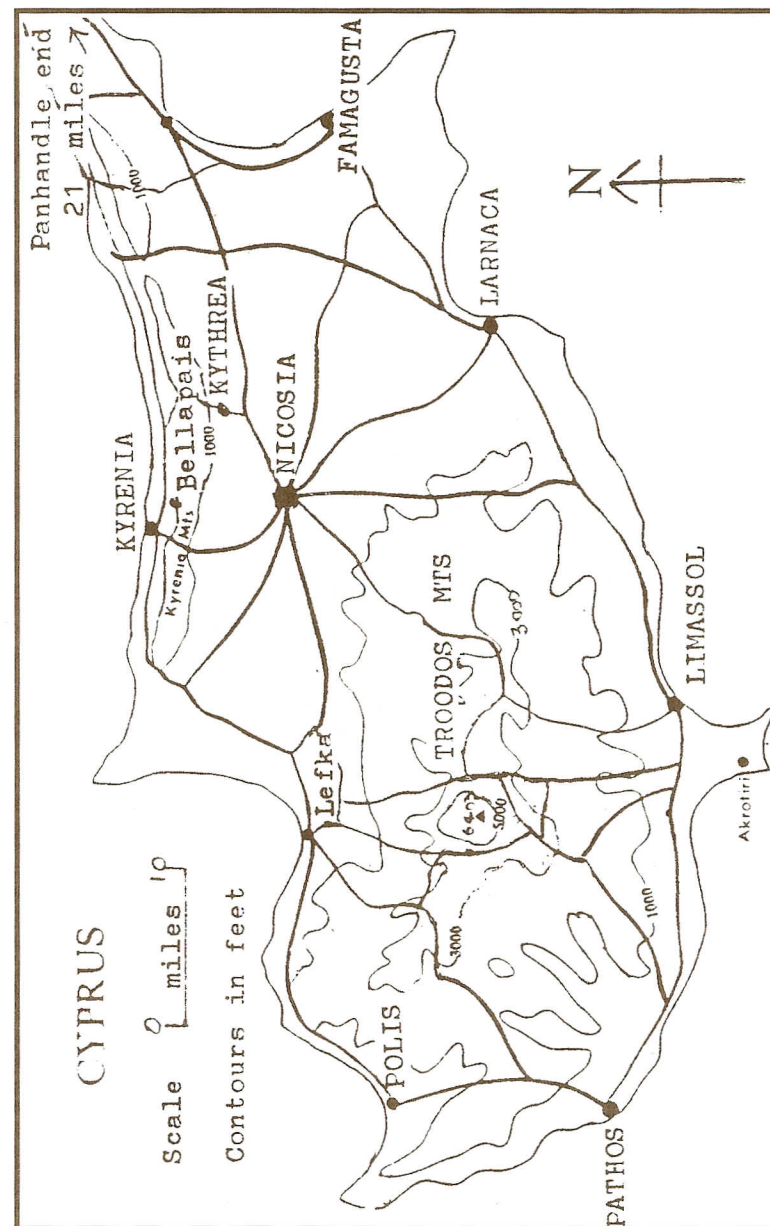 CYPRUS
Scale
0 10
miles
Contours in feet
Panhandle end
21 miles
N
KYRENIA
Kyrenia Mts
Bellapais
1000
1000
KYTHREA
FAMAGUSTA
NICOSIA
LARNACA
Lefka
TROODOS MTS
3000
5000
3000
1000
POLIS
PATHOS
LIMASSOL
Akrotiri